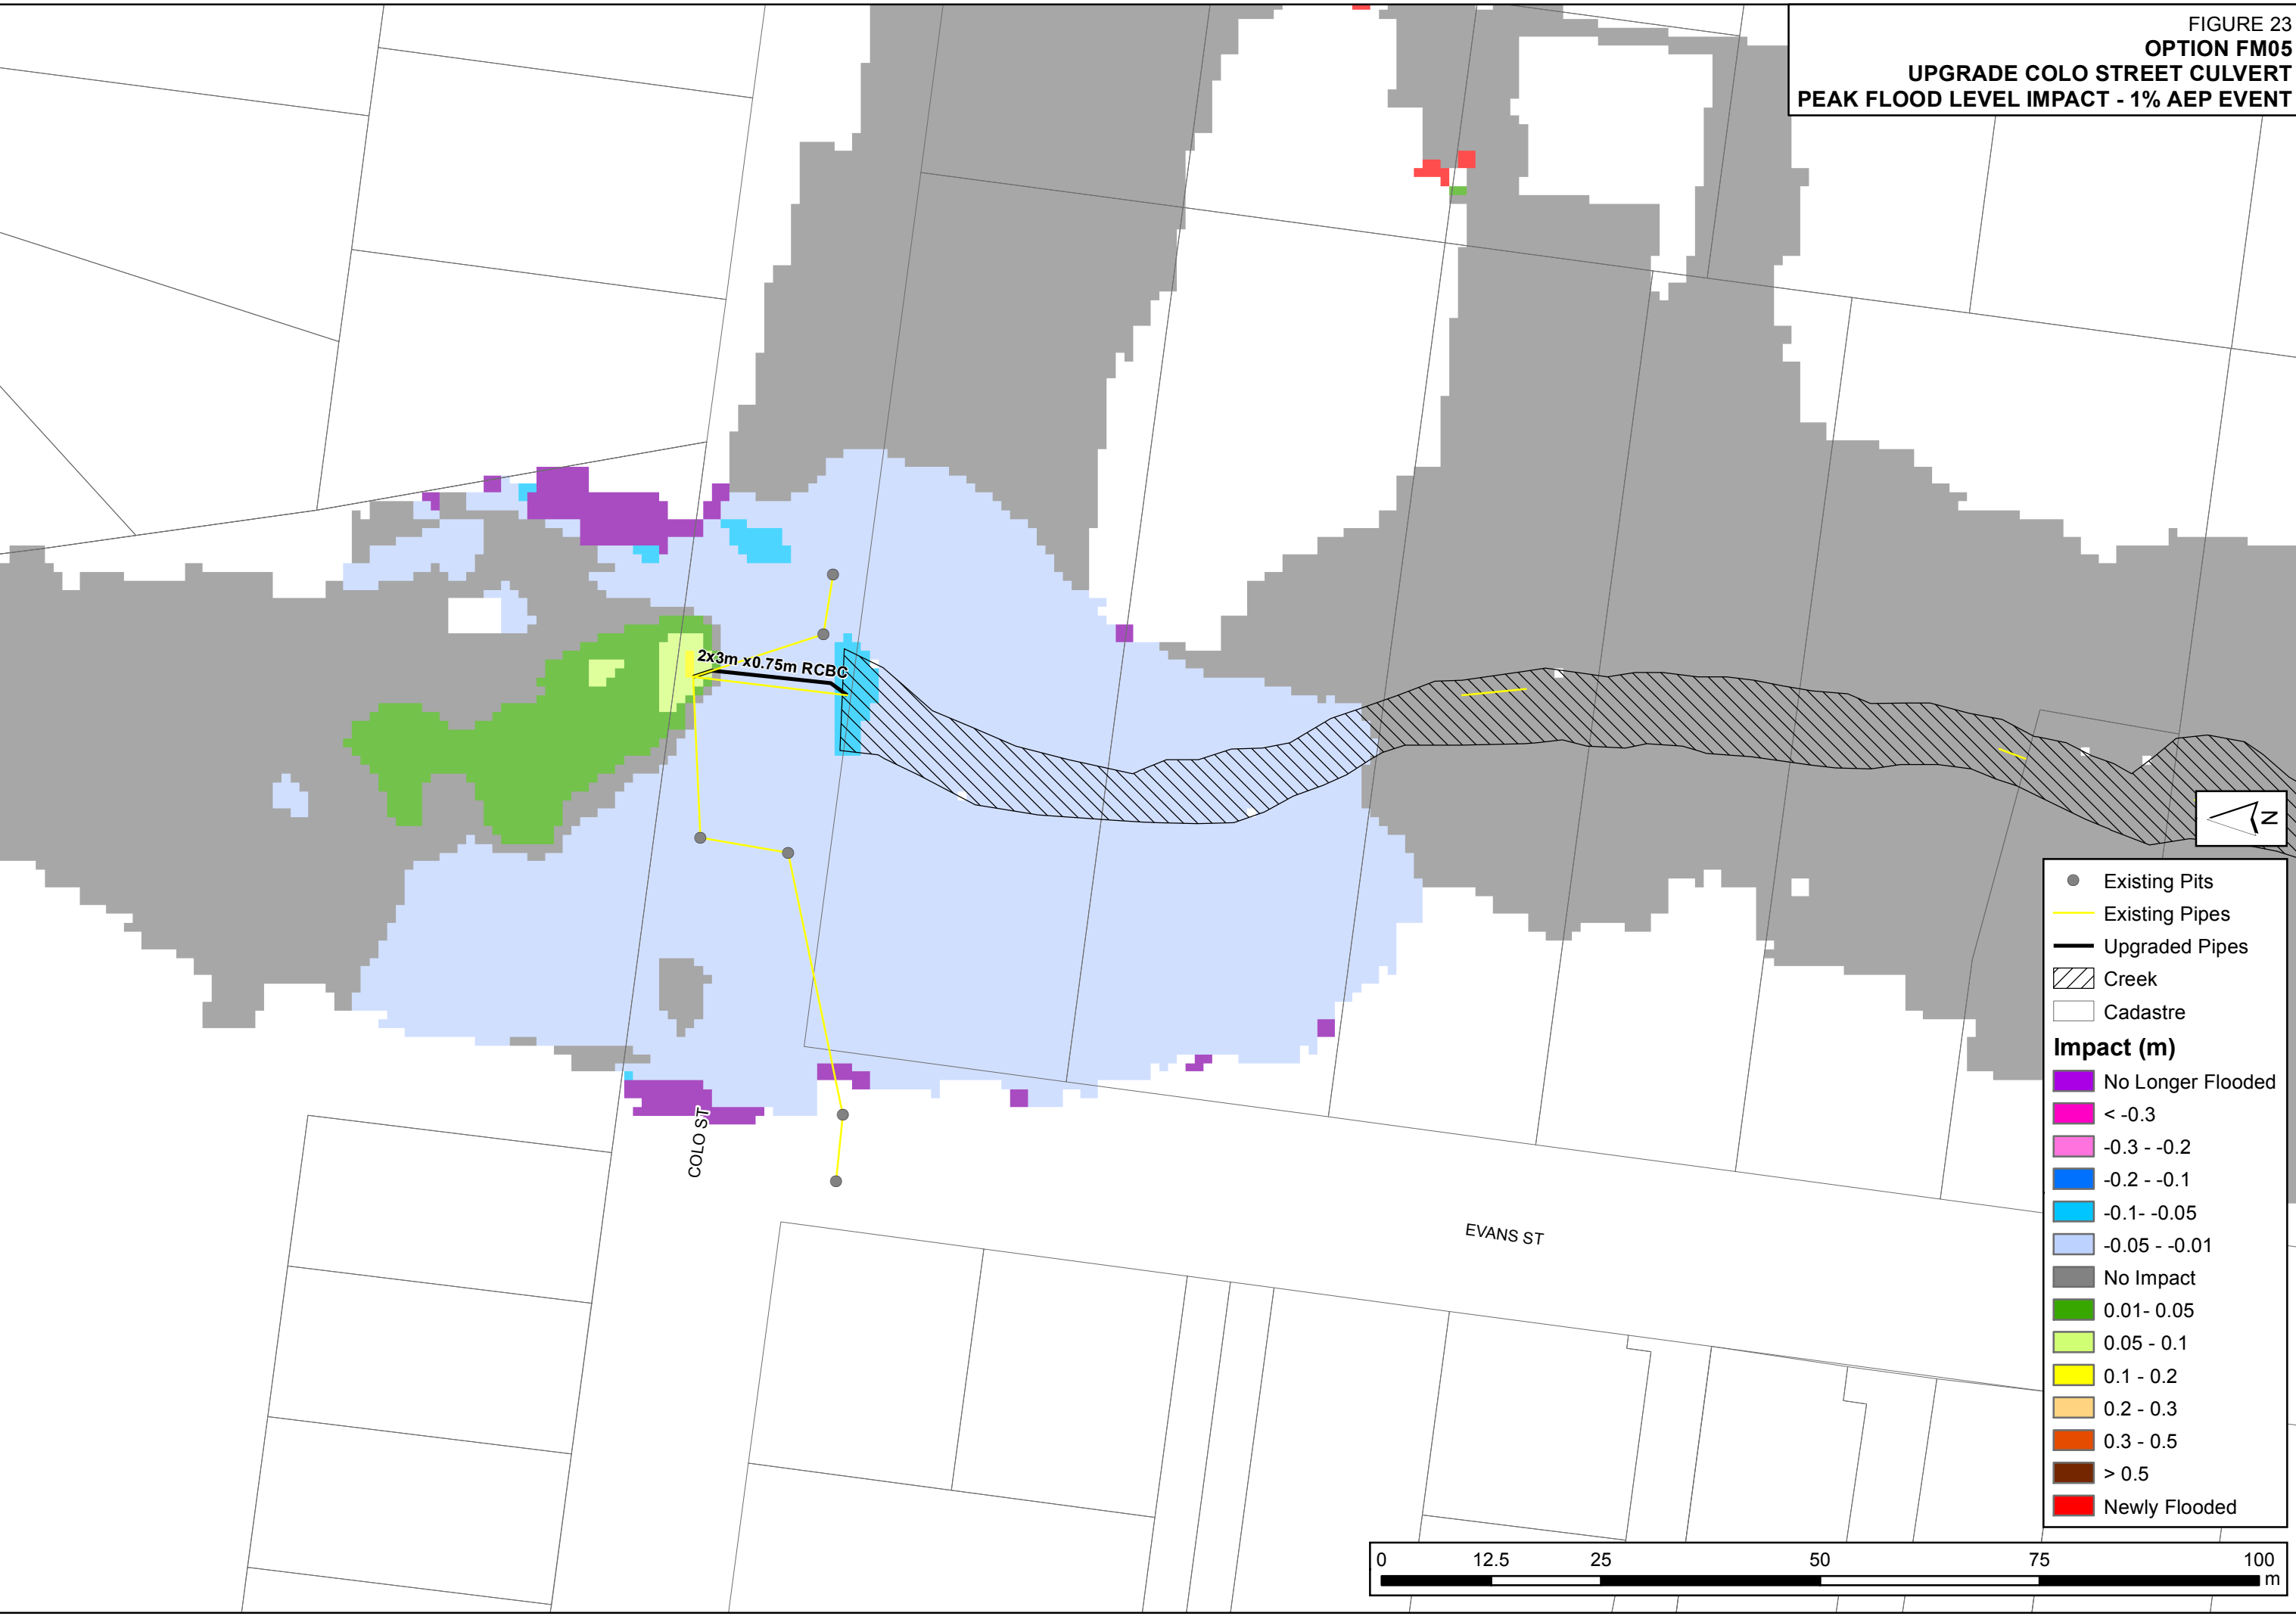 FIGURE 23
OPTION FM05
UPGRADE COLO STREET CULVERT
PEAK FLOOD LEVEL IMPACT - 1% AEP EVENT
2x3m x0.75m RCBC
COLO ST
EVANS ST
N
Existing Pits
Existing Pipes
Upgraded Pipes
Creek
Cadastre
Impact (m)
No Longer Flooded
< -0.3
-0.3 - -0.2
-0.2 - -0.1
-0.1- -0.05
-0.05 - -0.01
No Impact
0.01- 0.05
0.05 - 0.1
0.1 - 0.2
0.2 - 0.3
0.3 - 0.5
> 0.5
Newly Flooded
0 12.5 25 50 75 100
m